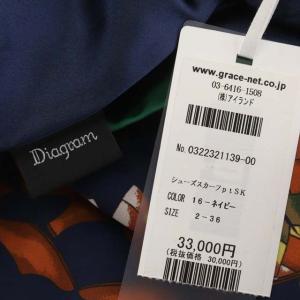 www.grace-net.co.jp
03-6416-1508
(株)アイランド
No. 0322321139-00
シューズスカーフptSK
COLOR 16-ネイビー
SIZE 2-36
33,000円
(税抜価格 30,000円)
Diagram